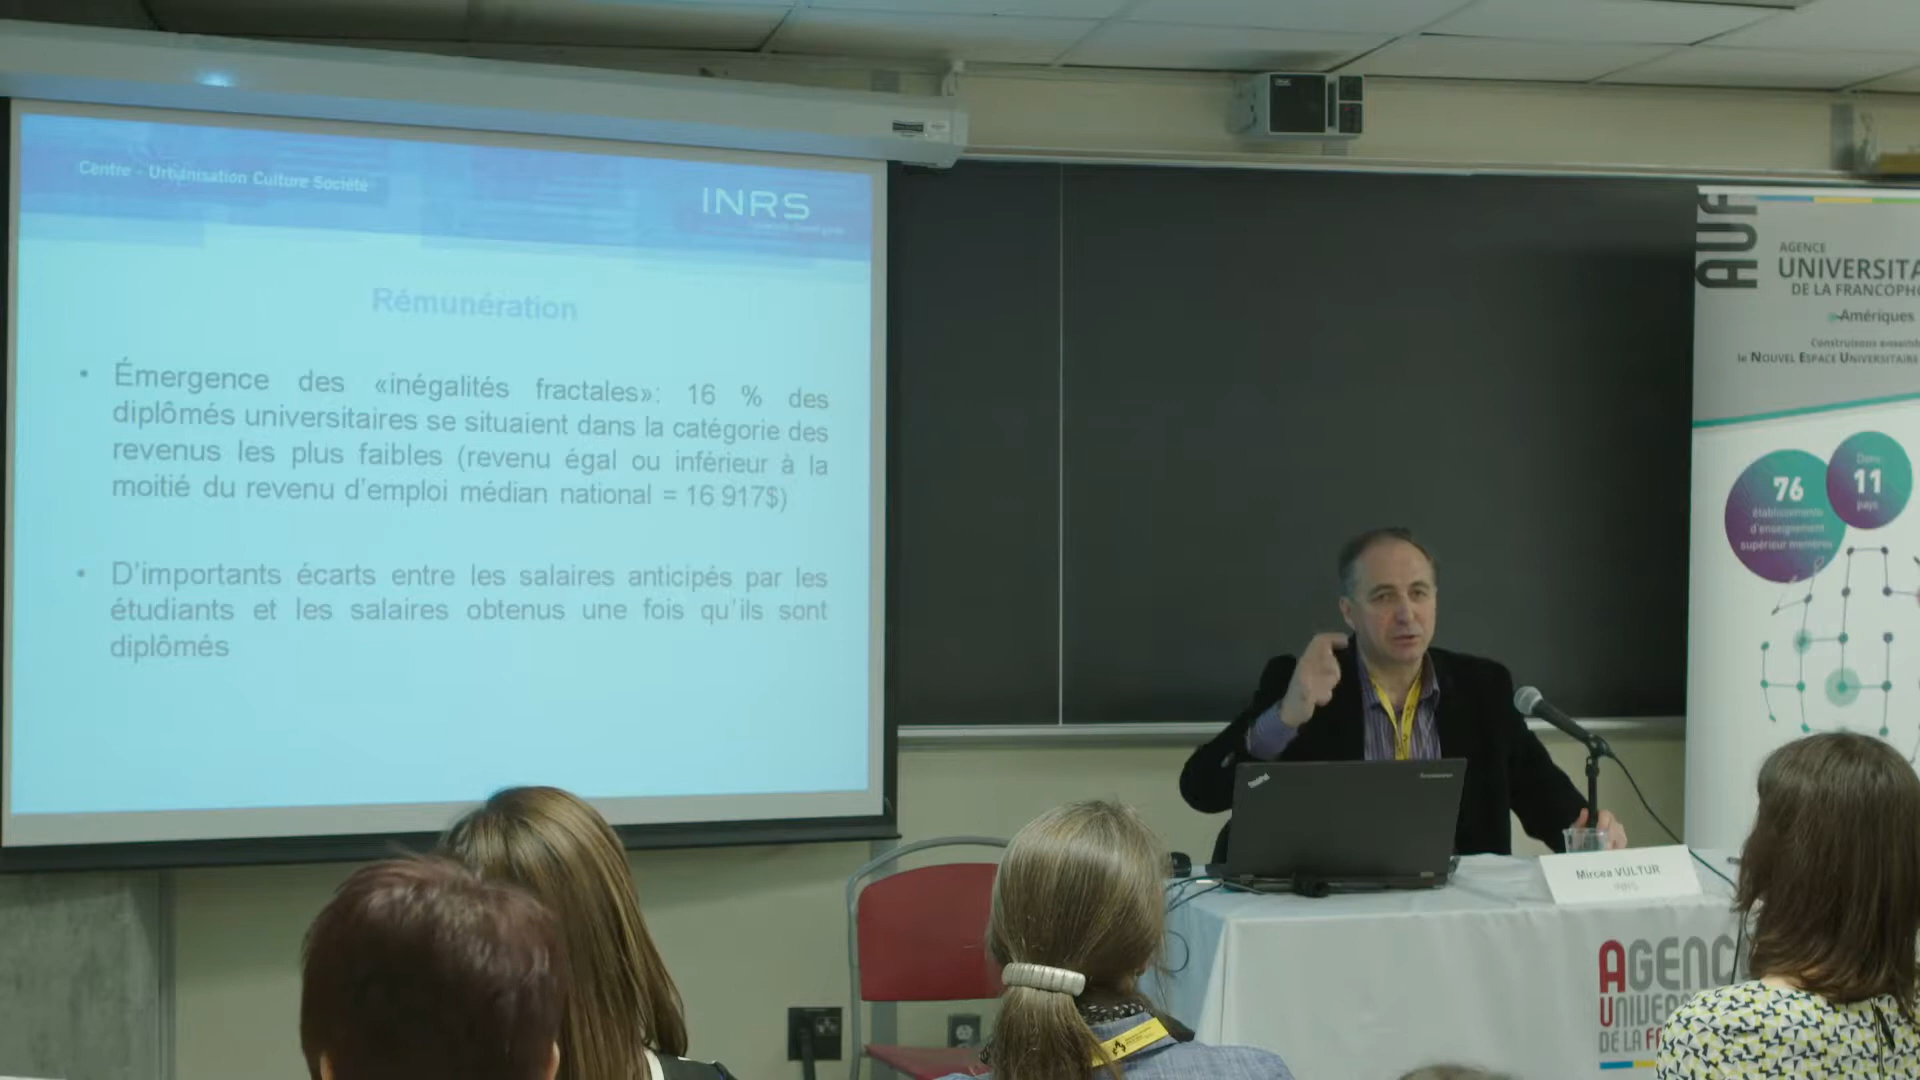 Centre - Urbanisation Culture Société
INRS
Rémunération
• Émergence des «inégalités fractales»: 16 % des
diplômés universitaires se situaient dans la catégorie des
revenus les plus faibles (revenu égal ou inférieur à la
moitié du revenu d'emploi médian national = 16 917$)
• D'importants écarts entre les salaires anticipés par les
étudiants et les salaires obtenus une fois qu'ils sont
diplômés
AUF
AGENCE
UNIVERSITA
DE LA FRANCOPHO
Amériques
Construisons ensemb
le NOUVEL ESPACE UNIVERSITAIRE
76
établissements
d'enseignement
supérieur membres
Dans
11
pays
ThinkPad
Mircea VULTUR
INRS
AGENC
UNIVER
DE LA F